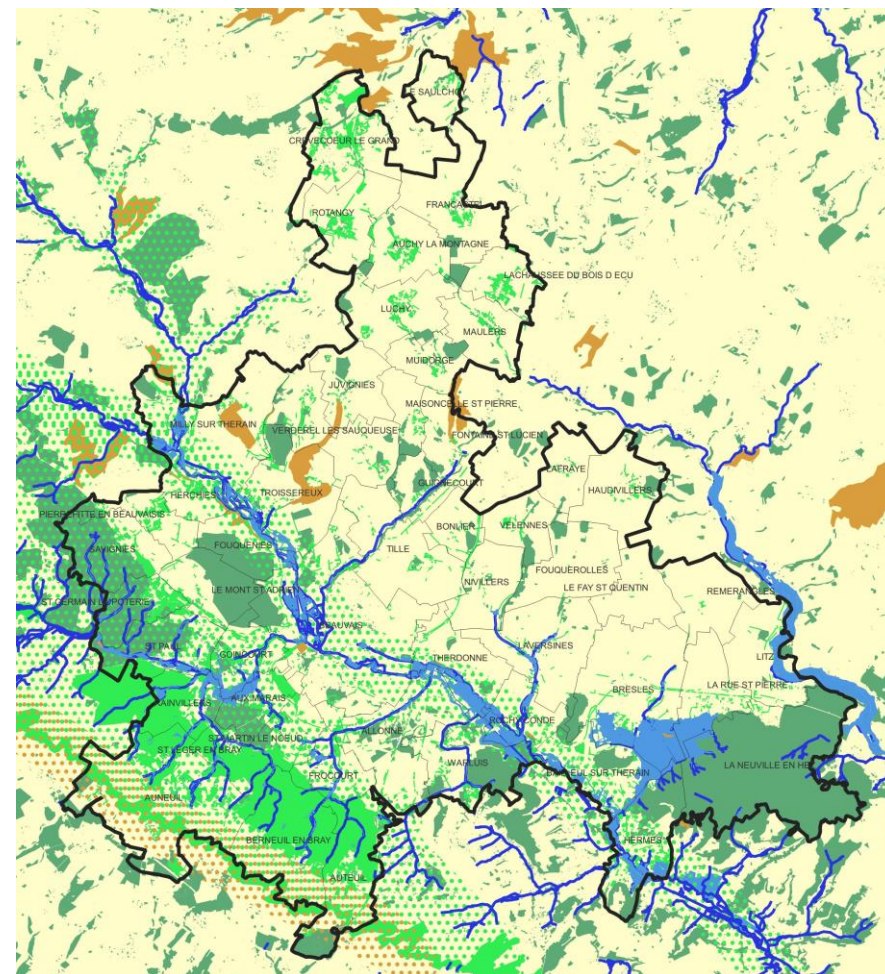 LE SAULCHOY
CREVECOEUR LE GRAND
FRANCASTEL
ROTANGY
AUCHY LA MONTAGNE
LACHAUSSEE DU BOIS D ECU
LUCHY
MAULERS
MUIDORGE
JUVIGNIES
MAISONCELLE ST PIERRE
MILLY SUR THERAIN
VERDEREL LES SAUQUEUSE
FONTAINE ST LUCIEN
LAFRAYE
GUIGNECOURT
HAUDIVILLERS
HERCHIES
TROISSEREUX
PIERREFITTE EN BEAUVAISIS
BONLIER
VELENNES
FOUQUENIES
TILLE
SAVIGNIES
FOUQUEROLLES
NIVILLERS
LE FAY ST QUENTIN
LE MONT ST ADRIEN
REMERANGLES
ST GERMAIN LA POTERIE
BEAUVAIS
ST PAUL
LAVERSINES
GOINCOURT
THERDONNE
LITZ
LA RUE ST PIERRE
BRESLES
RAINVILLERS
AUX MARAIS
ROCHY CONDE
ST MARTIN LE NOEUD
ALLONNE
ST LEGER EN BRAY
WARLUIS
LA NEUVILLE EN HE
BAILLEUL SUR THERAIN
FROCOURT
AUNEUIL
HERMES
BERNEUIL EN BRAY
AUTEUIL